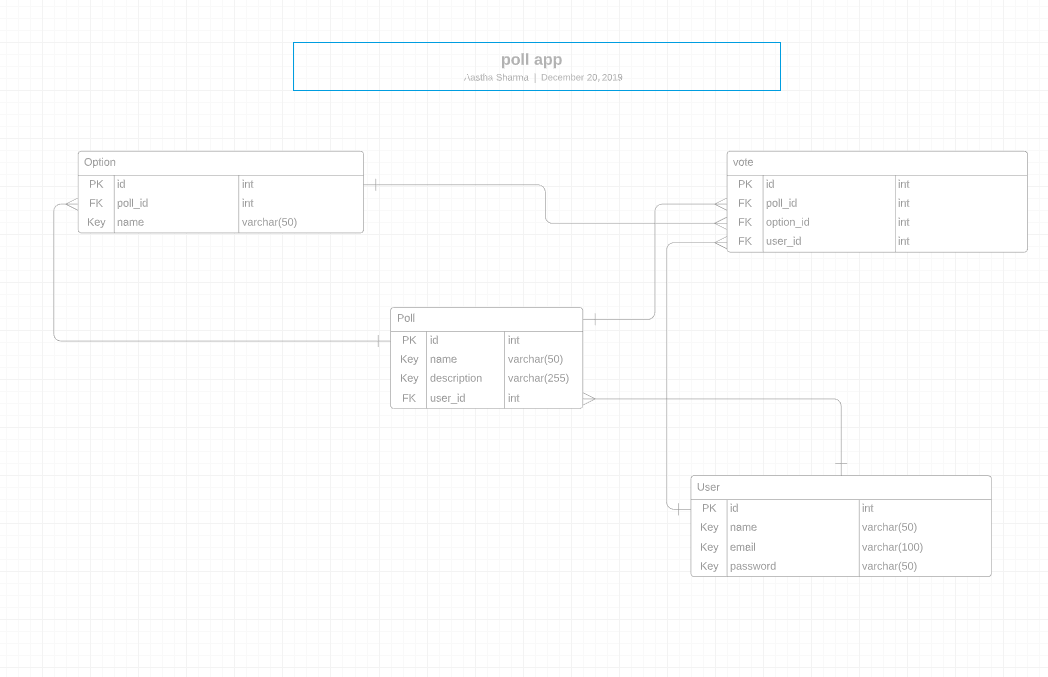 poll app
Aastha Sharma | December 20, 2019
Option
PK id int
FK poll_id int
Key name varchar(50)
vote
PK id int
FK poll_id int
FK option_id int
FK user_id int
Poll
PK id int
Key name varchar(50)
Key description varchar(255)
FK user_id int
User
PK id int
Key name varchar(50)
Key email varchar(100)
Key password varchar(50)